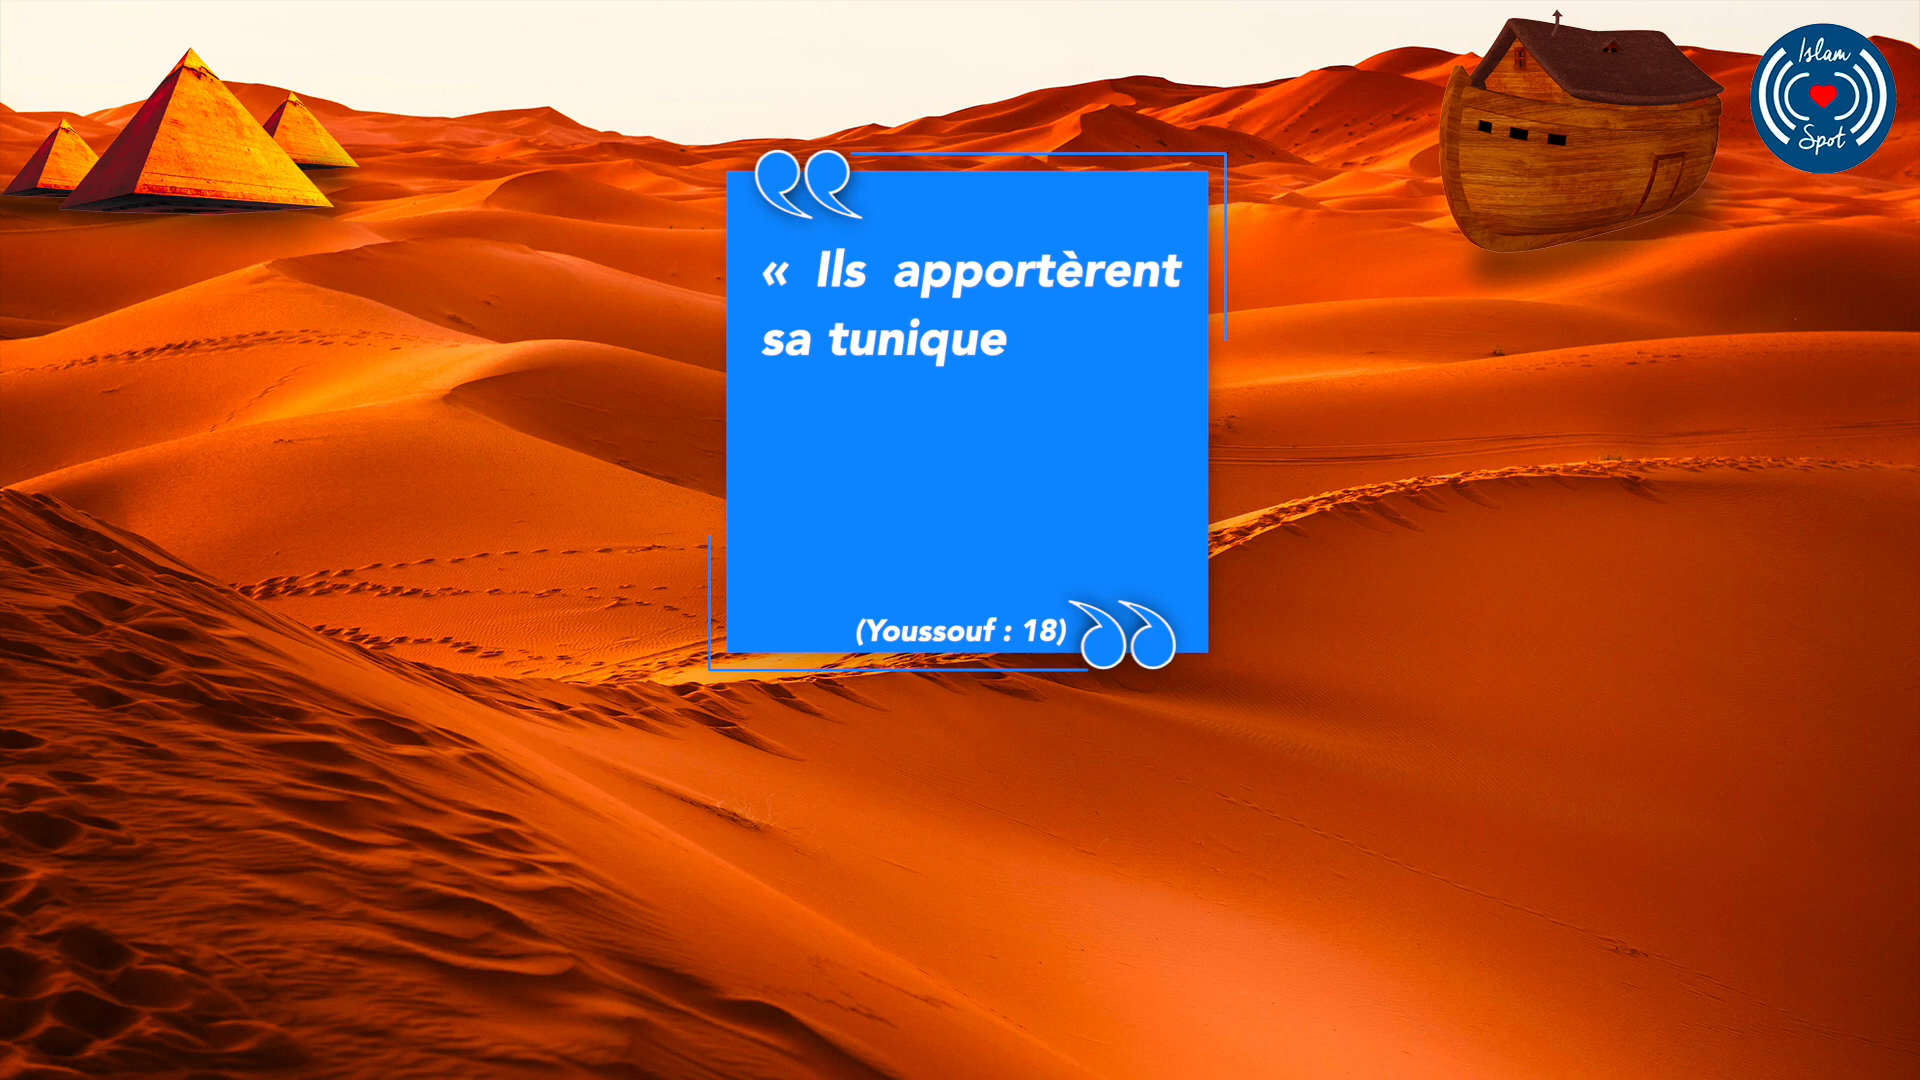 Islam
Spot
« Ils apportèrent
sa tunique
(Youssouf : 18)